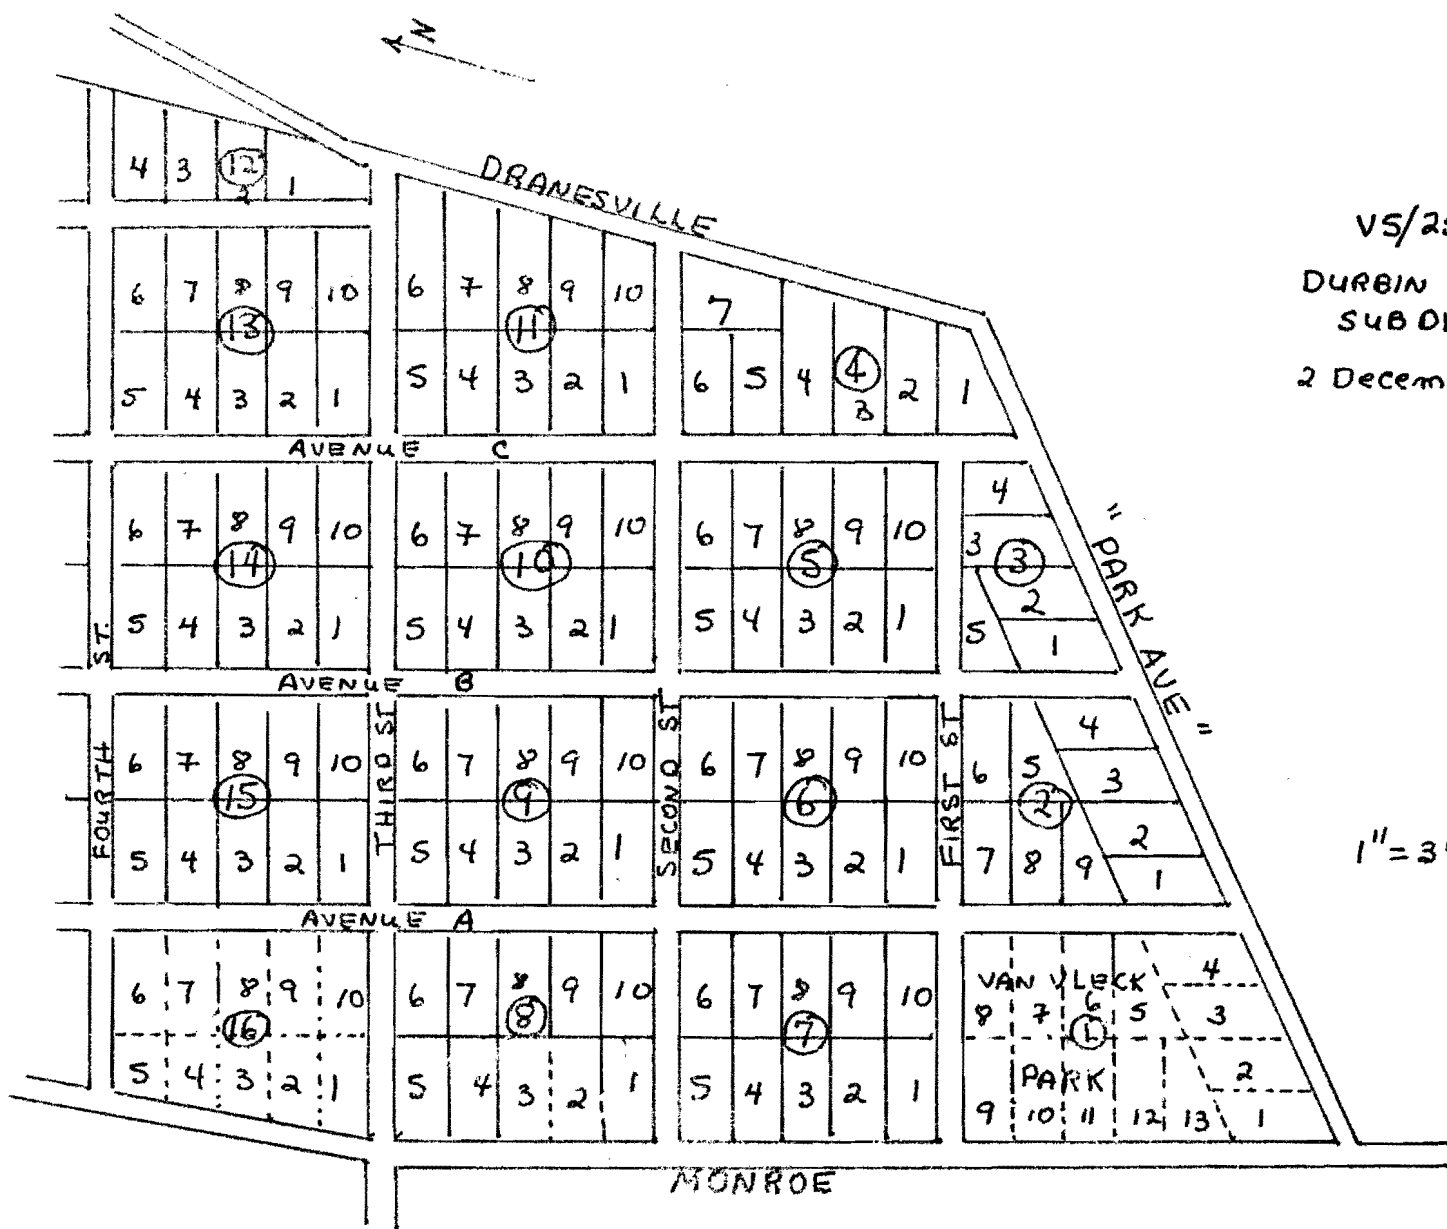 N
DRANESVILLE
VS/2
DURBIN
SUBDI
2 Decem
4 3 12 1
2
6 7 8 9 10
13
5 4 3 2 1
6 7 8 9 10
11
5 4 3 2 1
7
6 5 4 4 2 1
3
AVENUE C
6 7 8 9 10
14
5 4 3 2 1
6 7 8 9 10
10
5 4 3 2 1
6 7 8 9 10
5
5 4 3 2 1
4
3 3
2
5 1
" PARK AVE "
AVENUE B
FOURTH ST.
THIRD ST
SECOND ST
FIRST ST
6 7 8 9 10
15
5 4 3 2 1
6 7 8 9 10
9
5 4 3 2 1
6 7 8 9 10
6
5 4 3 2 1
4
6 5 3
2
2
7 8 9 1
1"=3
AVENUE A
6 7 8 9 10
16
5 4 3 2 1
6 7 8 9 10
8
5 4 3 2 1
6 7 8 9 10
7
5 4 3 2 1
VAN VLECK 4
8 7 6 5 3
1
PARK 2
9 10 11 12 13 1
MONROE